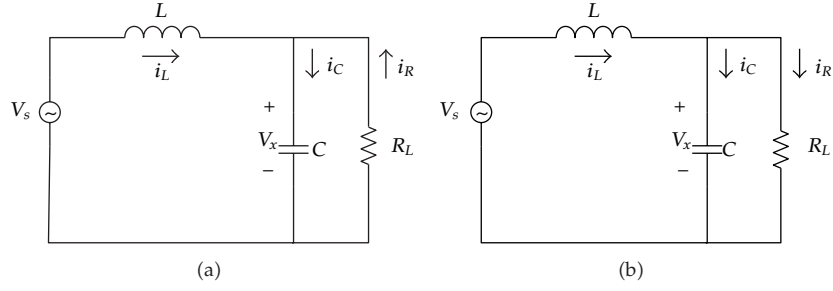 L
i_L
i_C
i_R
V_s
+
V_x
−
C
R_L
(a)
L
i_L
i_C
i_R
V_s
+
V_x
−
C
R_L
(b)